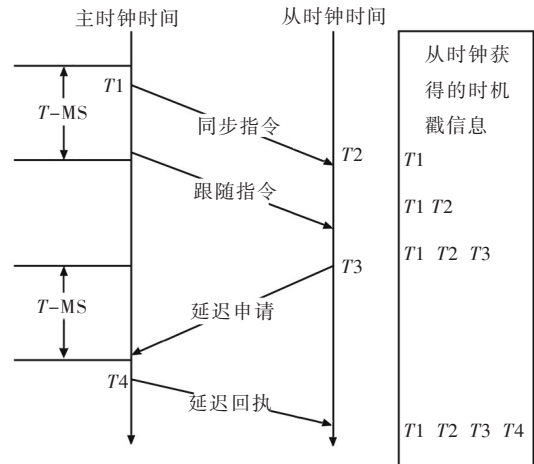 主时钟时间
从时钟时间
从时钟获
得的时机
戳信息
T1
T-MS
同步指令
T2
T1
跟随指令
T1 T2
T3
T1 T2 T3
T-MS
延迟申请
T4
延迟回执
T1 T2 T3 T4